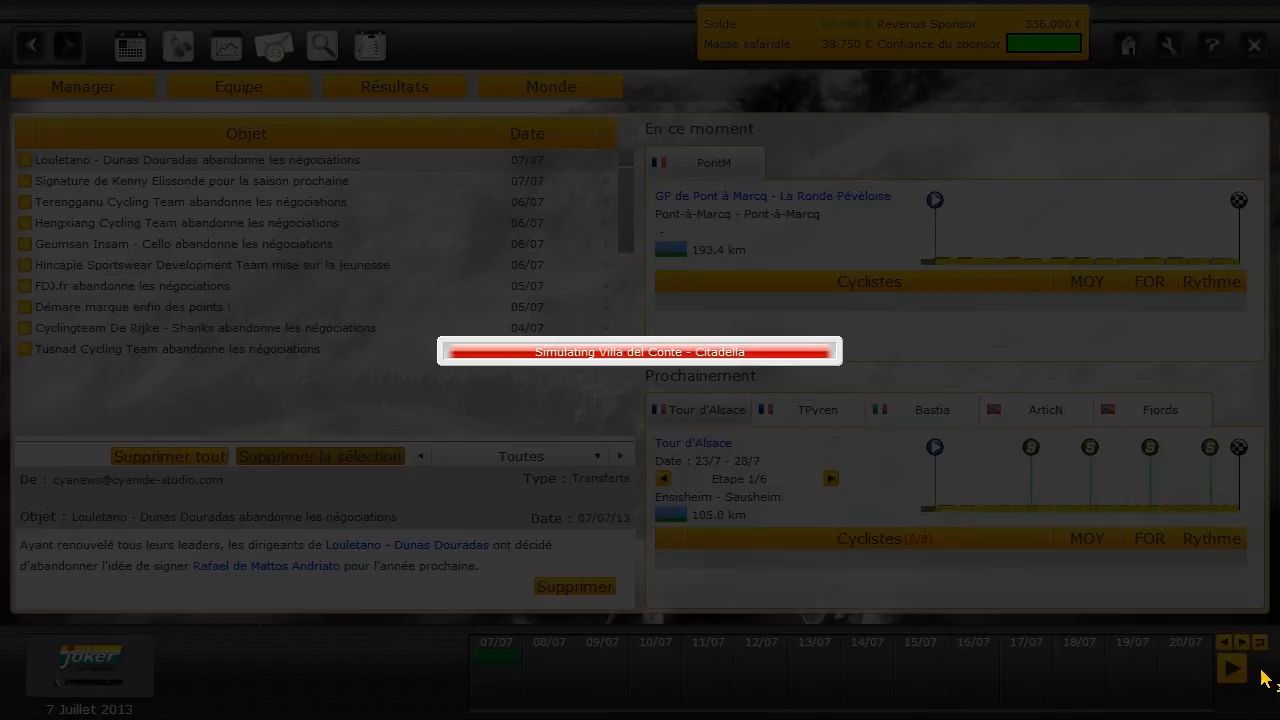 Solde 62.600 € Revenus Sponsor 336.000 €
Masse salariale 38.750 € Confiance du sponsor
Manager Equipe Résultats Monde
Objet Date
Louletano - Dunas Douradas abandonne les négociations 07/07
Signature de Kenny Elissonde pour la saison prochaine 07/07
Terengganu Cycling Team abandonne les négociations 06/07
Hengxiang Cycling Team abandonne les négociations 06/07
Geumsan Insam - Cello abandonne les négociations 06/07
Hincapie Sportswear Development Team mise sur la jeunesse 06/07
FDJ.fr abandonne les négociations 05/07
Démare marque enfin des points ! 05/07
Cyclingteam De Rijke - Shanks abandonne les négociations 04/07
Tusnad Cycling Team abandonne les négociations
Supprimer tout Supprimer la sélection Toutes
De : cyanews@cyanide-studio.com Type : Transferts
Objet : Louletano - Dunas Douradas abandonne les négociations Date : 07/07/13
Ayant renouvelé tous leurs leaders, les dirigeants de Louletano - Dunas Douradas ont décidé
d'abandonner l'idée de signer Rafael de Mattos Andriato pour l'année prochaine.
Supprimer
En ce moment
PontM
GP de Pont à Marcq - La Ronde Pévèloise
Pont-à-Marcq - Pont-à-Marcq
-
193.4 km
Cyclistes MOY FOR Rythme
Simulating Villa del Conte - Citadella
Prochainement
Tour d'Alsace TPyren Bastia ArticN Fjords
Tour d'Alsace
Date : 23/7 - 28/7
Etape 1/6
Ensisheim - Sausheim
105.0 km
S S S S
Cyclistes (0/8) MOY FOR Rythme
joker
7 Juillet 2013
07/07 08/07 09/07 10/07 11/07 12/07 13/07 14/07 15/07 16/07 17/07 18/07 19/07 20/07